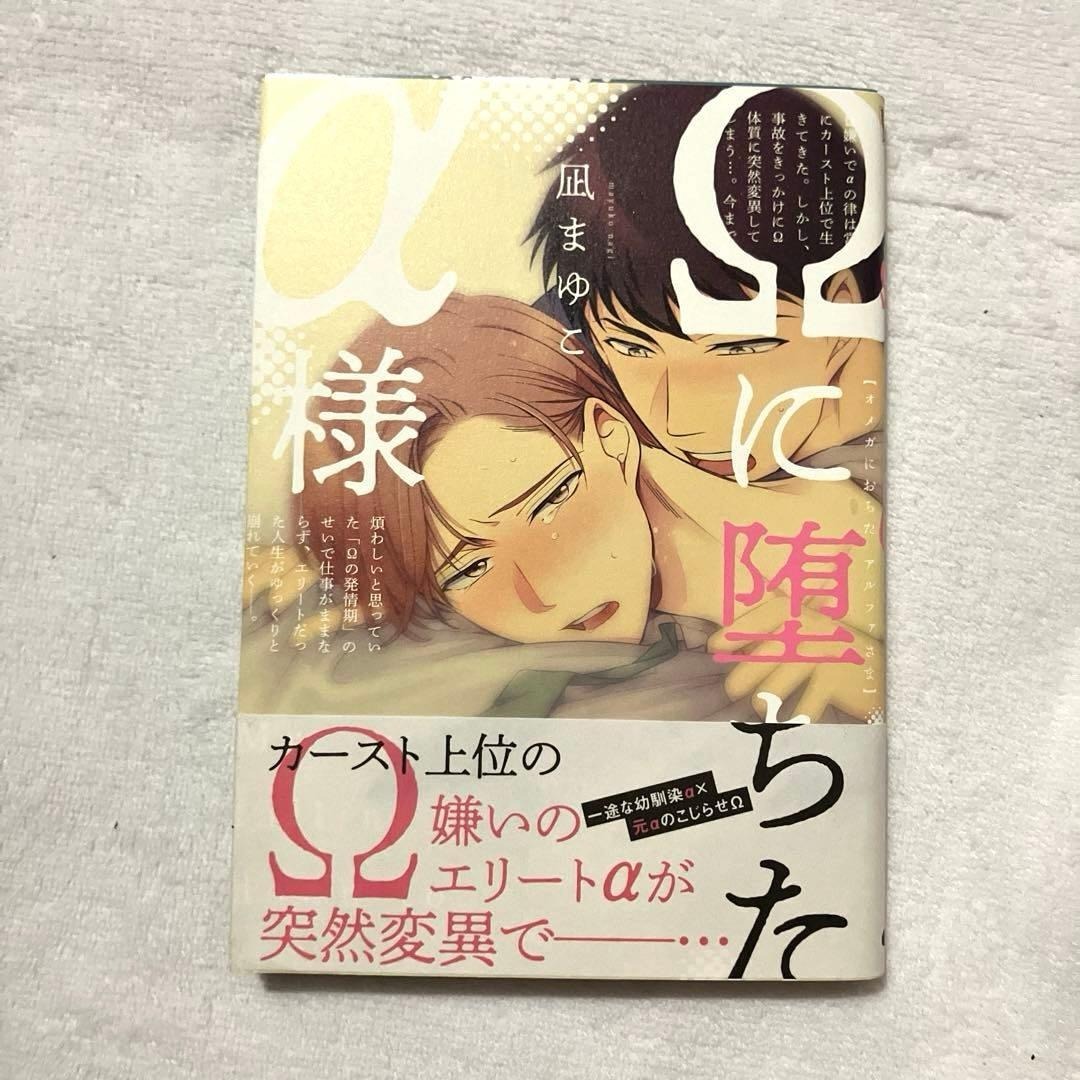 Ωに堕ちた
α様
【オメガにおちたアルファさま】
凪まゆこ
mayuko nagi
嫌いでαの律は常
にカースト上位で生
きてきた。しかし、
事故をきっかけにΩ
体質に突然変異して
しまう…。今まで
煩わしいと思ってい
た「Ωの発情期」の
せいで仕事がままな
らず、エリートだっ
た人生がゆっくりと
崩れていく――。
カースト上位の
Ω嫌いの
エリートαが
突然変異で―――…
一途な幼馴染α×
元αのこじらせΩ